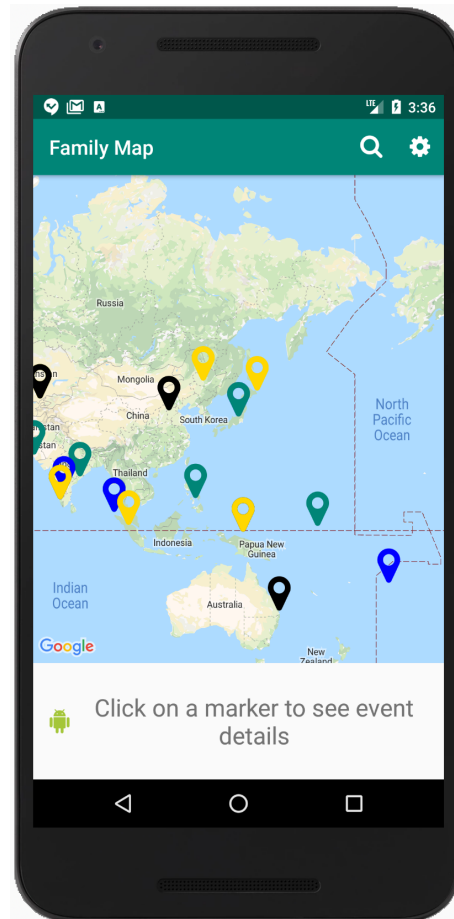 LTE 3:36
Family Map
Russia
Mongolia
China
South Korea
North
Pacific
Ocean
Thailand
Indonesia
Papua New
Guinea
Indian
Ocean
Australia
New
Zealand
Google
Click on a marker to see event
details